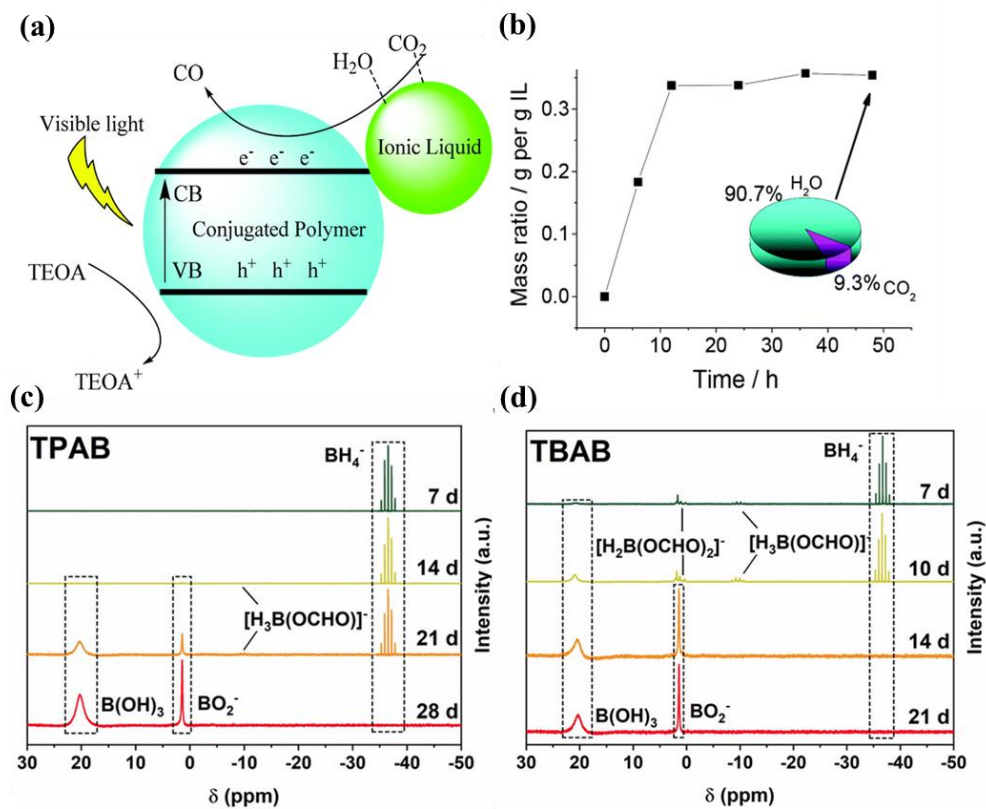 (a)
CO₂
H₂O
CO
Visible light
Ionic Liquid
e⁻ e⁻ e⁻
CB
Conjugated Polymer
VB h⁺ h⁺ h⁺
TEOA
TEOA⁺
(b)
Mass ratio / g per g IL
0.3
0.2
0.1
0.0
90.7% H₂O
9.3% CO₂
0 10 20 30 40 50
Time / h
(c)
TPAB
BH₄⁻
7 d
14 d
[H₃B(OCHO)]⁻
21 d
B(OH)₃ BO₂⁻
28 d
Intensity (a.u.)
30 20 10 0 -10 -20 -30 -40 -50
δ (ppm)
(d)
TBAB
BH₄⁻
7 d
[H₂B(OCHO)₂]⁻ [H₃B(OCHO)]⁻
10 d
14 d
B(OH)₃ BO₂⁻
21 d
Intensity (a.u.)
30 20 10 0 -10 -20 -30 -40 -50
δ (ppm)